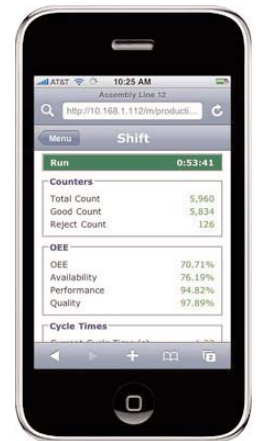 AT&T 10:25 AM
Assembly Line 12
http://10.168.1.112/m/producti...
Menu Shift
Run 0:53:41
Counters
Total Count 5,960
Good Count 5,834
Reject Count 126
OEE
OEE 70.71%
Availability 76.19%
Performance 94.82%
Quality 97.89%
Cycle Times